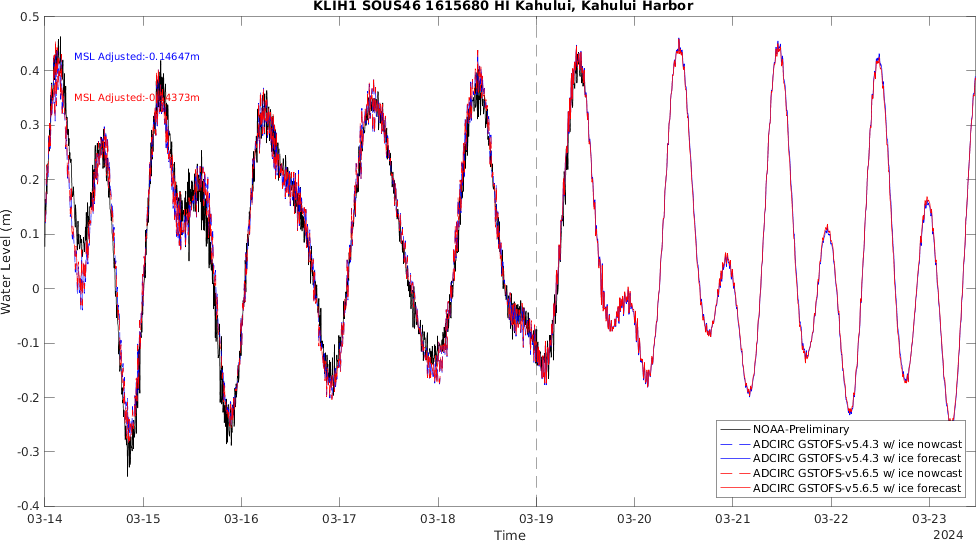 KLIH1 SOUS46 1615680 HI Kahului, Kahului Harbor
MSL Adjusted:-0.14647m
MSL Adjusted:-0.14373m
Water Level (m)
0.5
0.4
0.3
0.2
0.1
0
-0.1
-0.2
-0.3
-0.4
03-14
03-15
03-16
03-17
03-18
03-19
03-20
03-21
03-22
03-23
Time
2024
NOAA-Preliminary
ADCIRC GSTOFS-v5.4.3 w/ ice nowcast
ADCIRC GSTOFS-v5.4.3 w/ ice forecast
ADCIRC GSTOFS-v5.6.5 w/ ice nowcast
ADCIRC GSTOFS-v5.6.5 w/ ice forecast